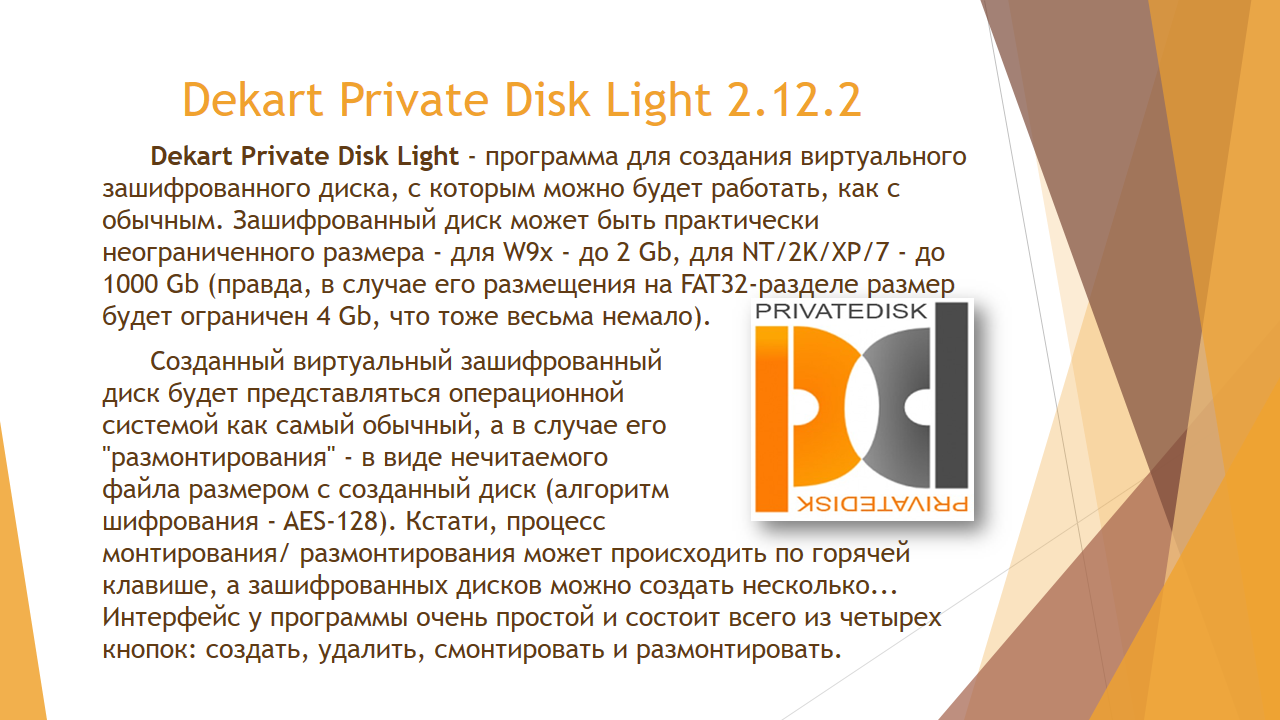 Dekart Private Disk Light 2.12.2
Dekart Private Disk Light - программа для создания виртуального
зашифрованного диска, с которым можно будет работать, как с
обычным. Зашифрованный диск может быть практически
неограниченного размера - для W9x - до 2 Gb, для NT/2K/XP/7 - до
1000 Gb (правда, в случае его размещения на FAT32-разделе размер
будет ограничен 4 Gb, что тоже весьма немало).
PRIVATEDISK
Созданный виртуальный зашифрованный
диск будет представляться операционной
системой как самый обычный, а в случае его
"размонтирования" - в виде нечитаемого
файла размером с созданный диск (алгоритм
шифрования - AES-128). Кстати, процесс
монтирования/ размонтирования может происходить по горячей
клавише, а зашифрованных дисков можно создать несколько...
Интерфейс у программы очень простой и состоит всего из четырех
кнопок: создать, удалить, смонтировать и размонтировать.
PRIVATEDISK